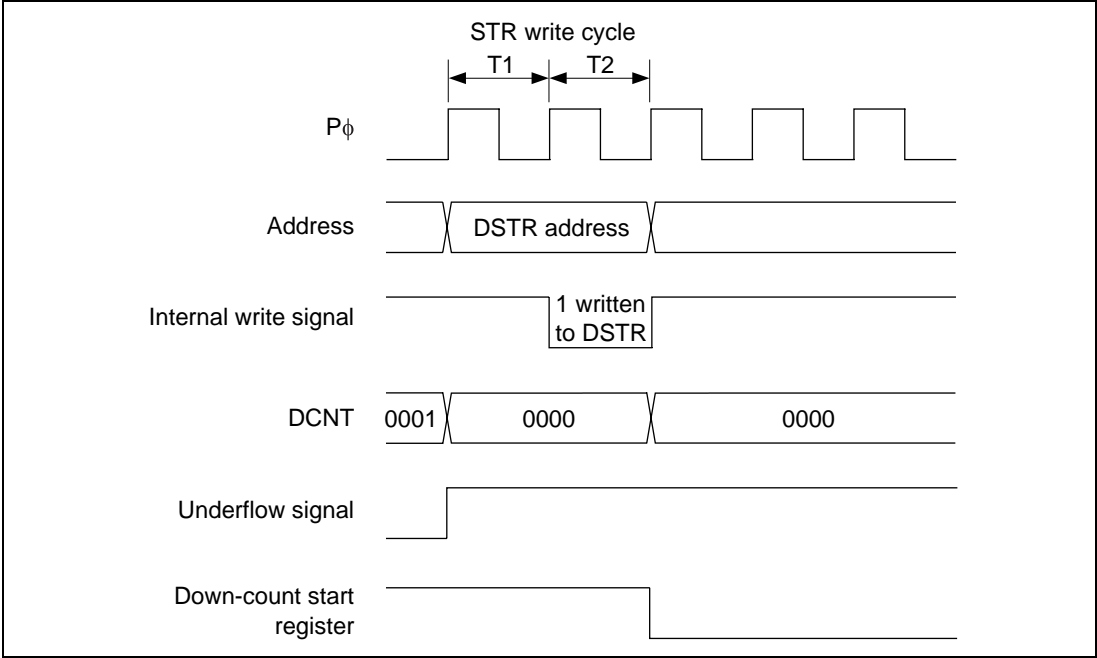 STR write cycle
T1 T2
Pϕ
Address
DSTR address
Internal write signal
1 written
to DSTR
DCNT
0001 0000 0000
Underflow signal
Down-count start
register